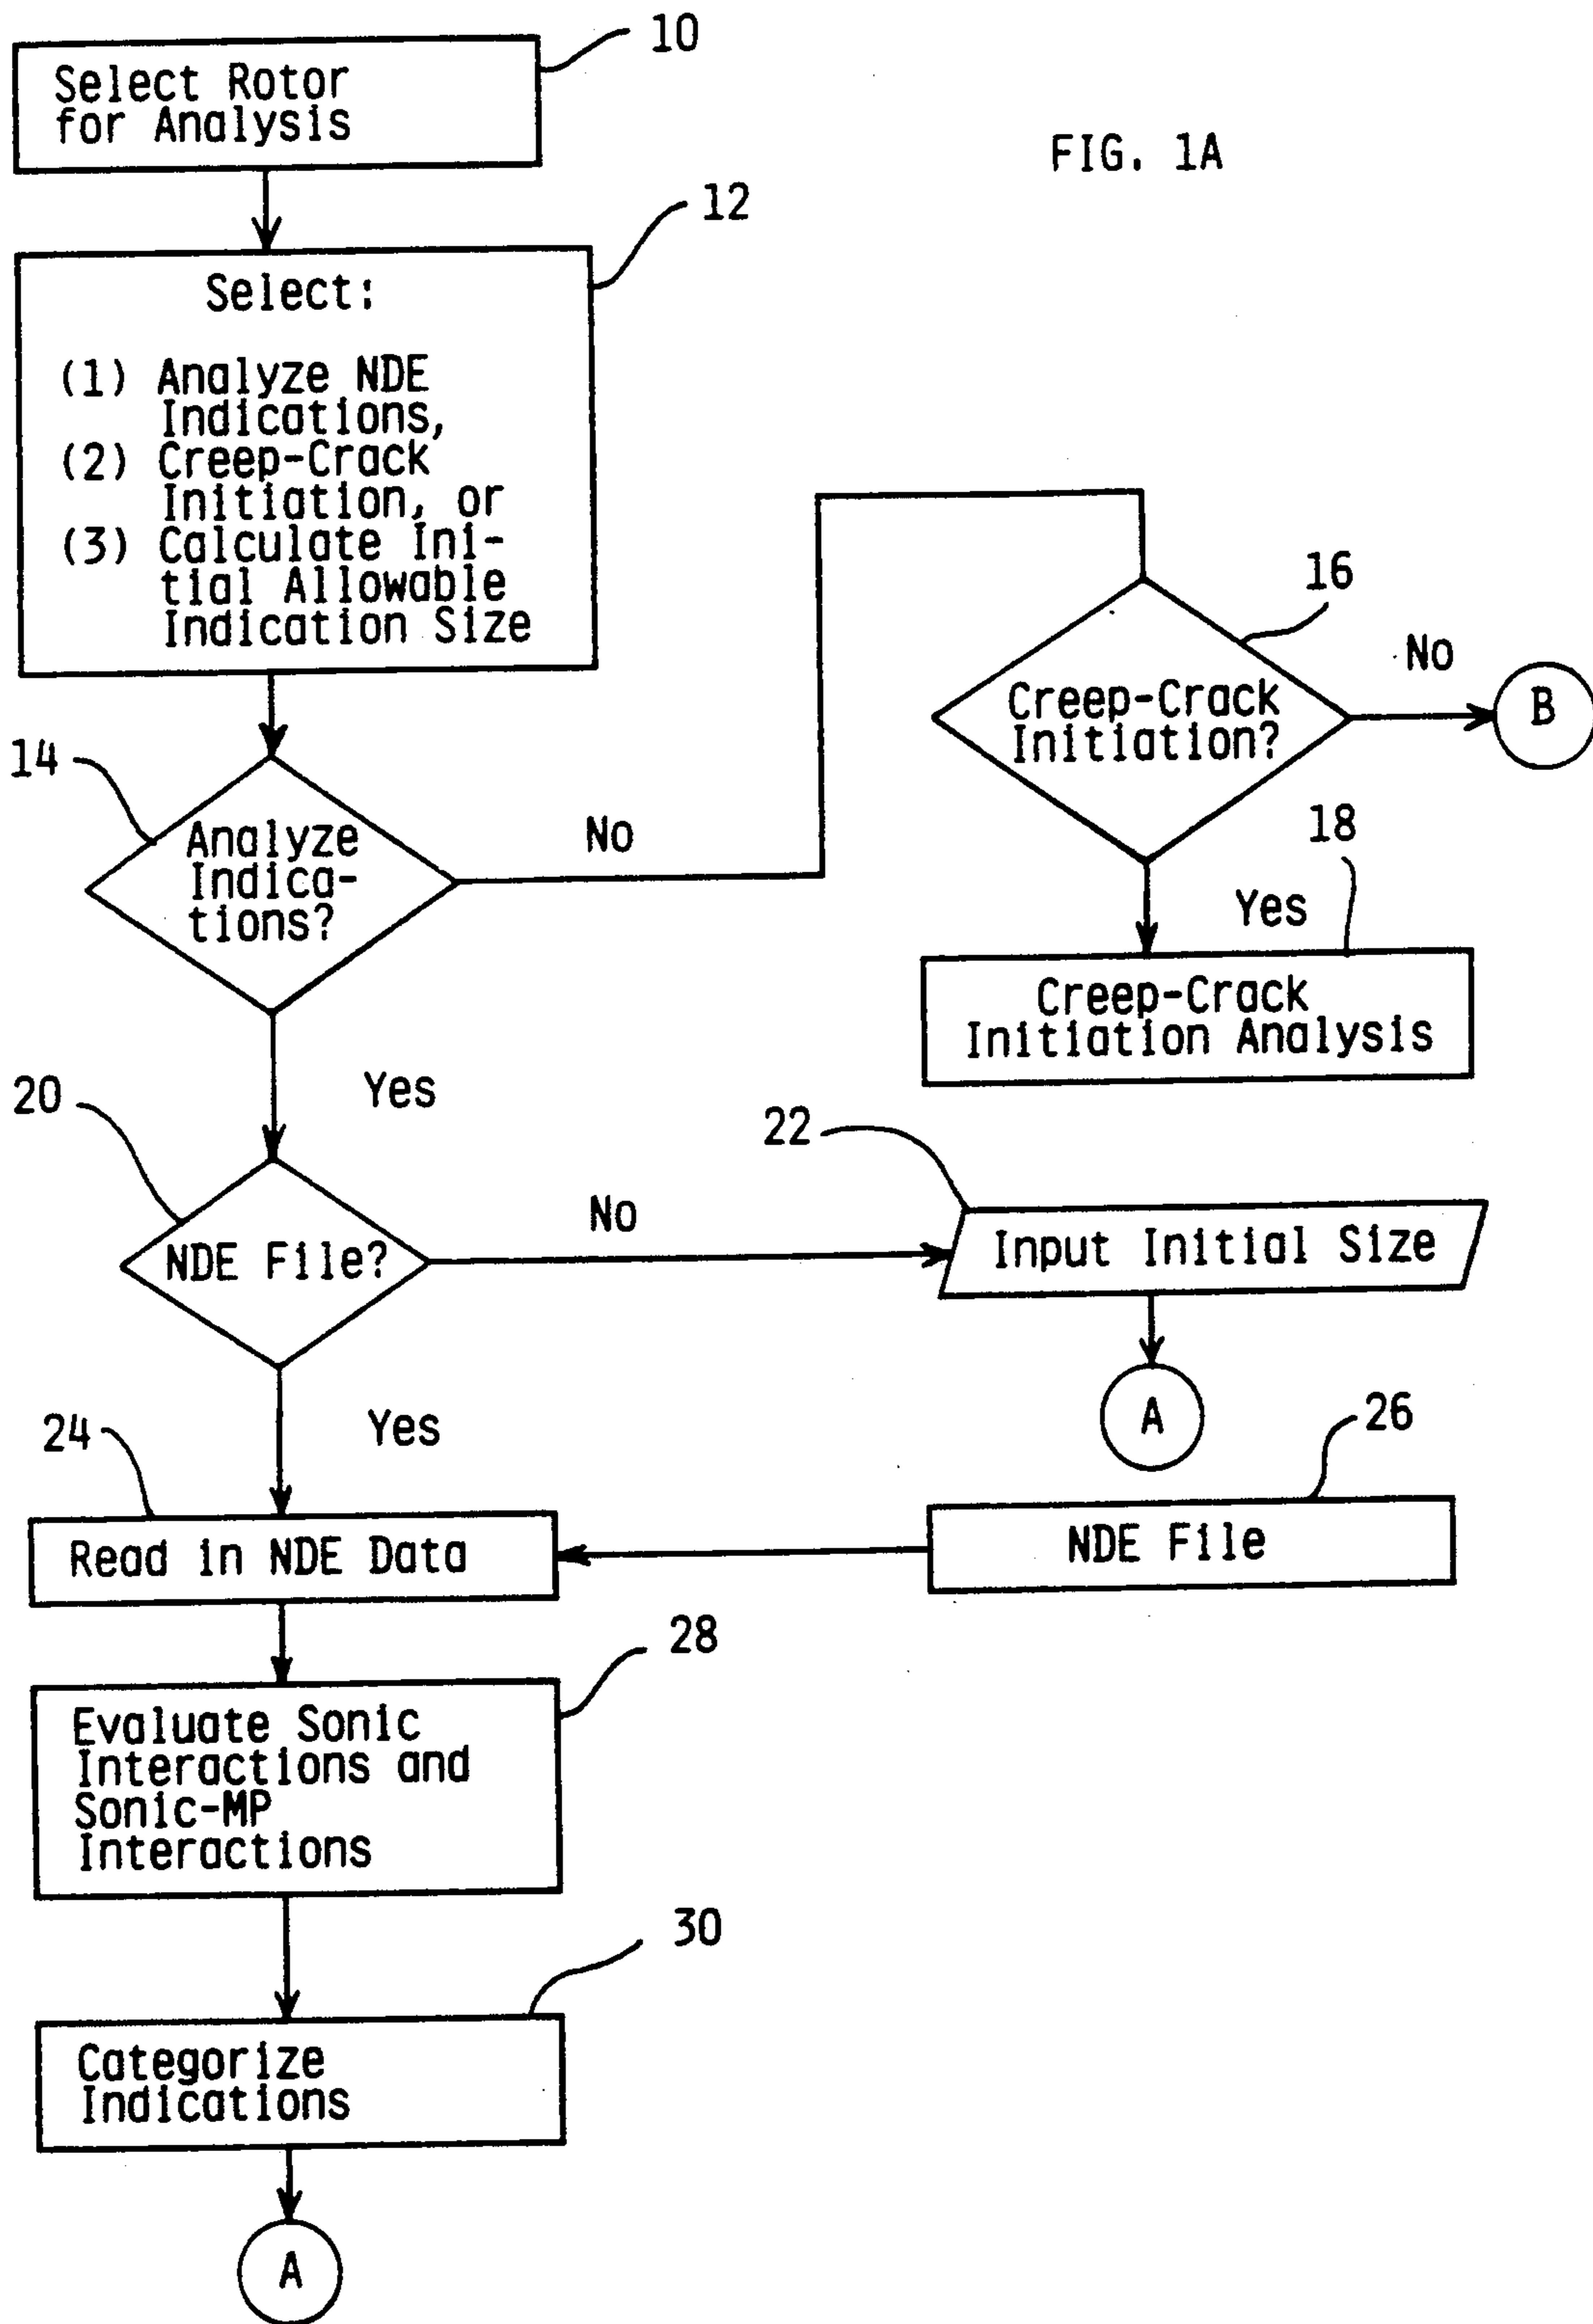 10
Select Rotor
for Analysis
FIG. 1A
12
Select:
(1) Analyze NDE
Indications,
(2) Creep-Crack
Initiation, or
(3) Calculate Ini-
tial Allowable
Indication Size
16
No
Creep-Crack
Initiation?
B
14
Analyze
Indica-
tions?
No
18
Yes
Creep-Crack
Initiation Analysis
Yes
20
22
NDE File?
No
Input Initial Size
A
Yes
24
26
Read in NDE Data
NDE File
28
Evaluate Sonic
Interactions and
Sonic-MP
Interactions
30
Categorize
Indications
A